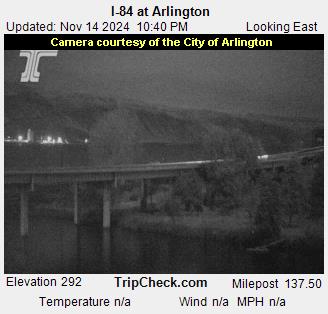 I-84 at Arlington
Updated: Nov 14 2024 10:40 PM Looking East
Camera courtesy of the City of Arlington
Elevation 292 TripCheck.com Milepost 137.50
Temperature n/a Wind n/a MPH n/a